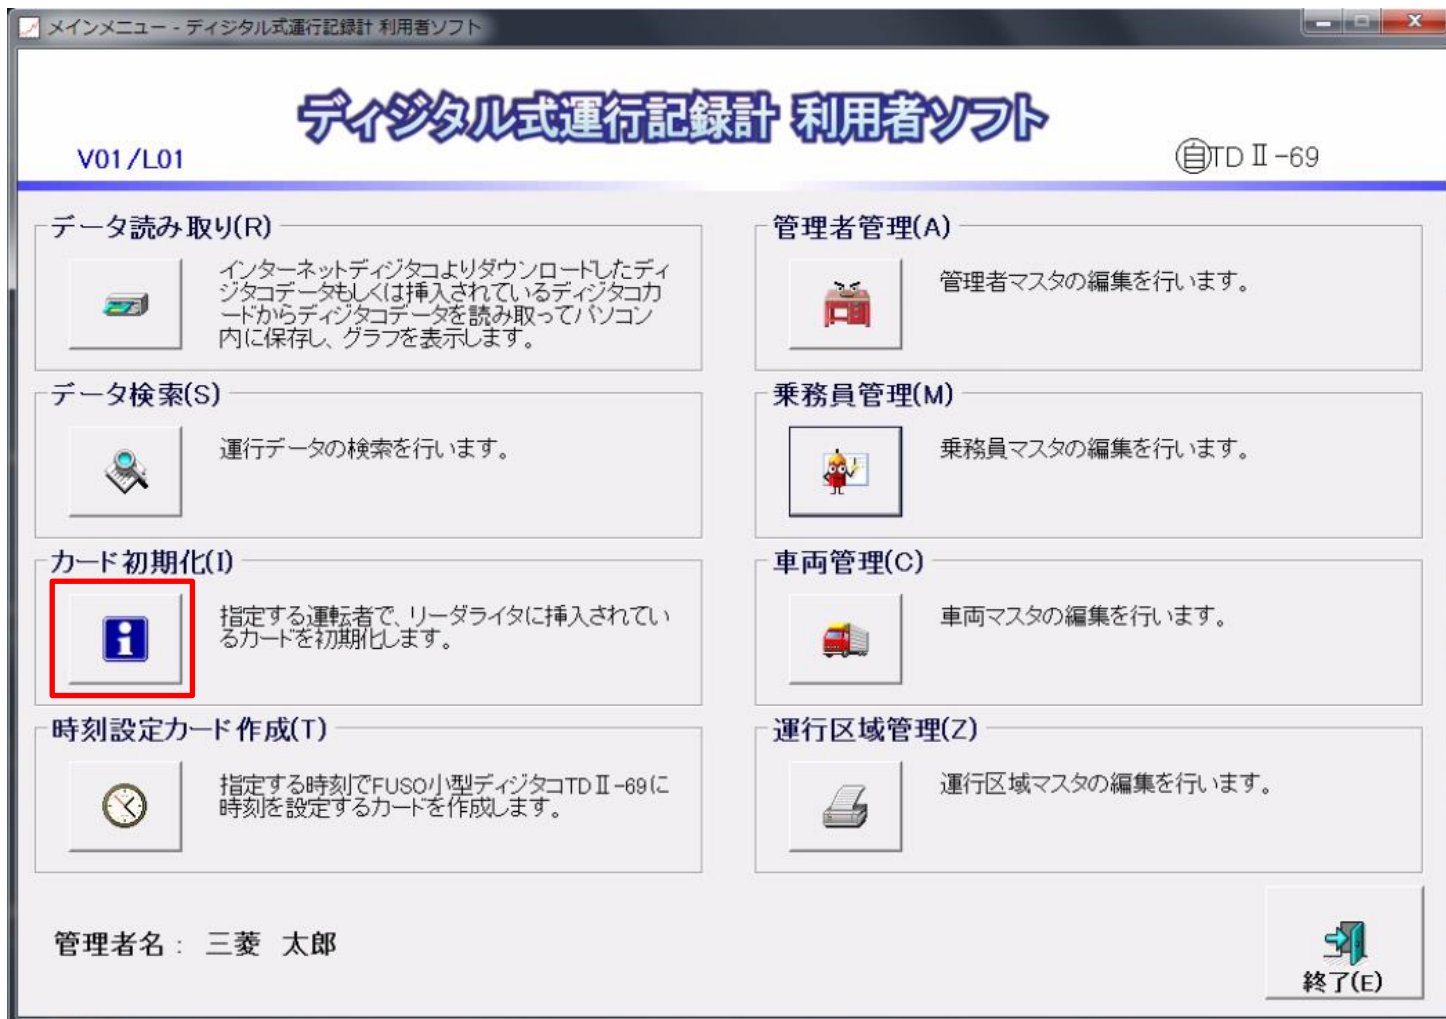 メインメニュー - ディジタル式運行記録計 利用者ソフト
ディジタル式運行記録計 利用者ソフト
V01/L01
㊒TDⅡ-69
データ読み取り(R)
インターネットディジタコよりダウンロードしたディ
ジタコデータもしくは挿入されているディジタコカ
ードからディジタコデータを読み取ってパソコン
内に保存し、グラフを表示します。
データ検索(S)
運行データの検索を行います。
カード初期化(I)
指定する運転者で、リーダライタに挿入されてい
るカードを初期化します。
時刻設定カード作成(T)
指定する時刻でFUSO小型ディジタコTDⅡ-69に
時刻を設定するカードを作成します。
管理者管理(A)
管理者マスタの編集を行います。
乗務員管理(M)
乗務員マスタの編集を行います。
車両管理(C)
車両マスタの編集を行います。
運行区域管理(Z)
運行区域マスタの編集を行います。
管理者名： 三菱 太郎
終了(E)